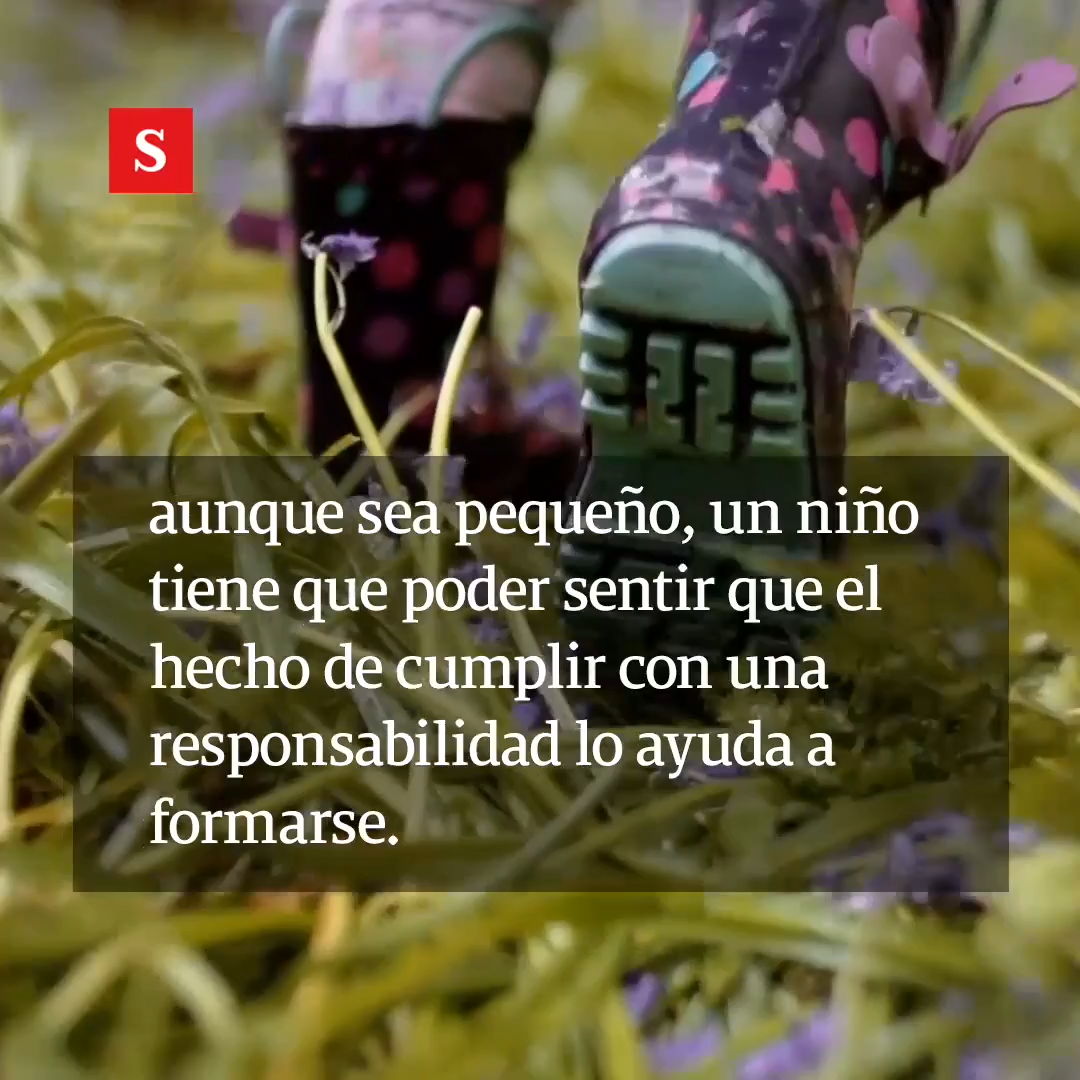 S
aunque sea pequeño, un niño
tiene que poder sentir que el
hecho de cumplir con una
responsabilidad lo ayuda a
formarse.